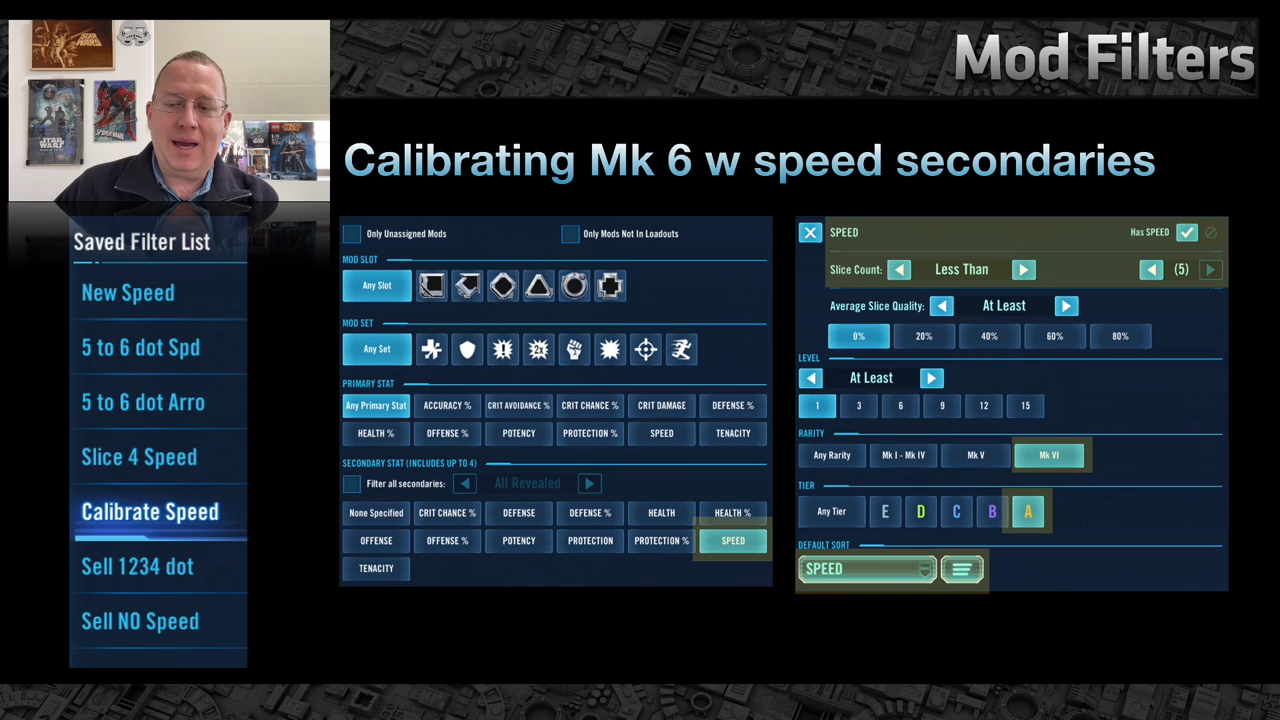 Mod Filters
STAR WARS
STAR WARS
SPIDER-MAN
Calibrating Mk 6 w speed secondaries
Saved Filter List
New Speed
5 to 6 dot Spd
5 to 6 dot Arro
Slice 4 Speed
Calibrate Speed
Sell 1234 dot
Sell NO Speed
Only Unassigned Mods
Only Mods Not In Loadouts
MOD SLOT
Any Slot
MOD SET
Any Set
PRIMARY STAT
Any Primary Stat ACCURACY % CRIT AVOIDANCE % CRIT CHANCE % CRIT DAMAGE DEFENSE %
HEALTH % OFFENSE % POTENCY PROTECTION % SPEED TENACITY
SECONDARY STAT (INCLUDES UP TO 4)
Filter all secondaries: All Revealed
None Specified CRIT CHANCE % DEFENSE DEFENSE % HEALTH HEALTH %
OFFENSE OFFENSE % POTENCY PROTECTION PROTECTION % SPEED
TENACITY
SPEED Has SPEED
Slice Count: Less Than (5)
Average Slice Quality: At Least
0% 20% 40% 60% 80%
LEVEL
At Least
1 3 6 9 12 15
RARITY
Any Rarity Mk I - Mk IV Mk V Mk VI
TIER
Any Tier E D C B A
DEFAULT SORT
SPEED